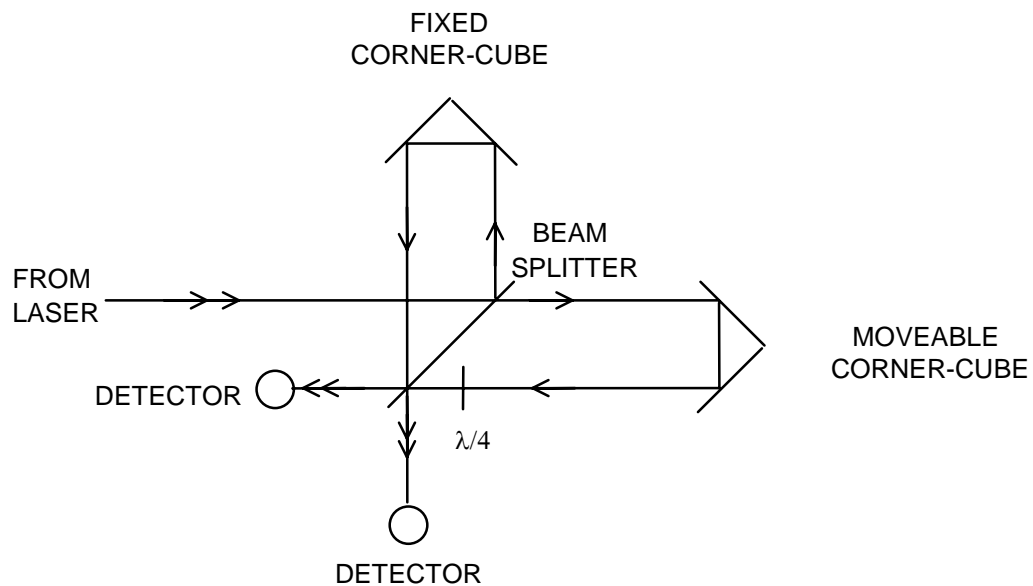 FIXED
CORNER-CUBE
BEAM
SPLITTER
FROM
LASER
MOVEABLE
CORNER-CUBE
DETECTOR
λ/4
DETECTOR